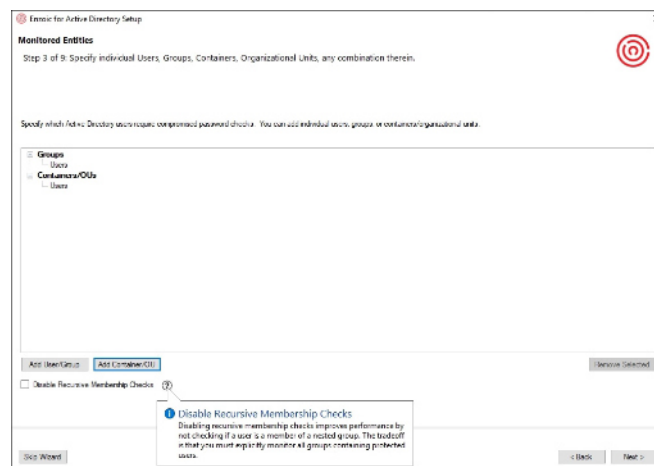 Enzoic for Active Directory Setup
Monitored Entities
Step 3 of 9: Specify individual Users, Groups, Containers, Organizational Units, any combination therein.
Specify which Active Directory users require compromised password checks. You can add individual users, groups, or containers/organizational units.
Groups
Users
Containers/OUs
Users
Add User/Group Add Container/OU Remove Selected
Disable Recursive Membership Checks ?
Disable Recursive Membership Checks
Disabling recursive membership checks improves performance by
not checking if a user is a member of a nested group. The tradeoff
is that you must explicitly monitor all groups containing protected
users.
Skip Wizard < Back Next >